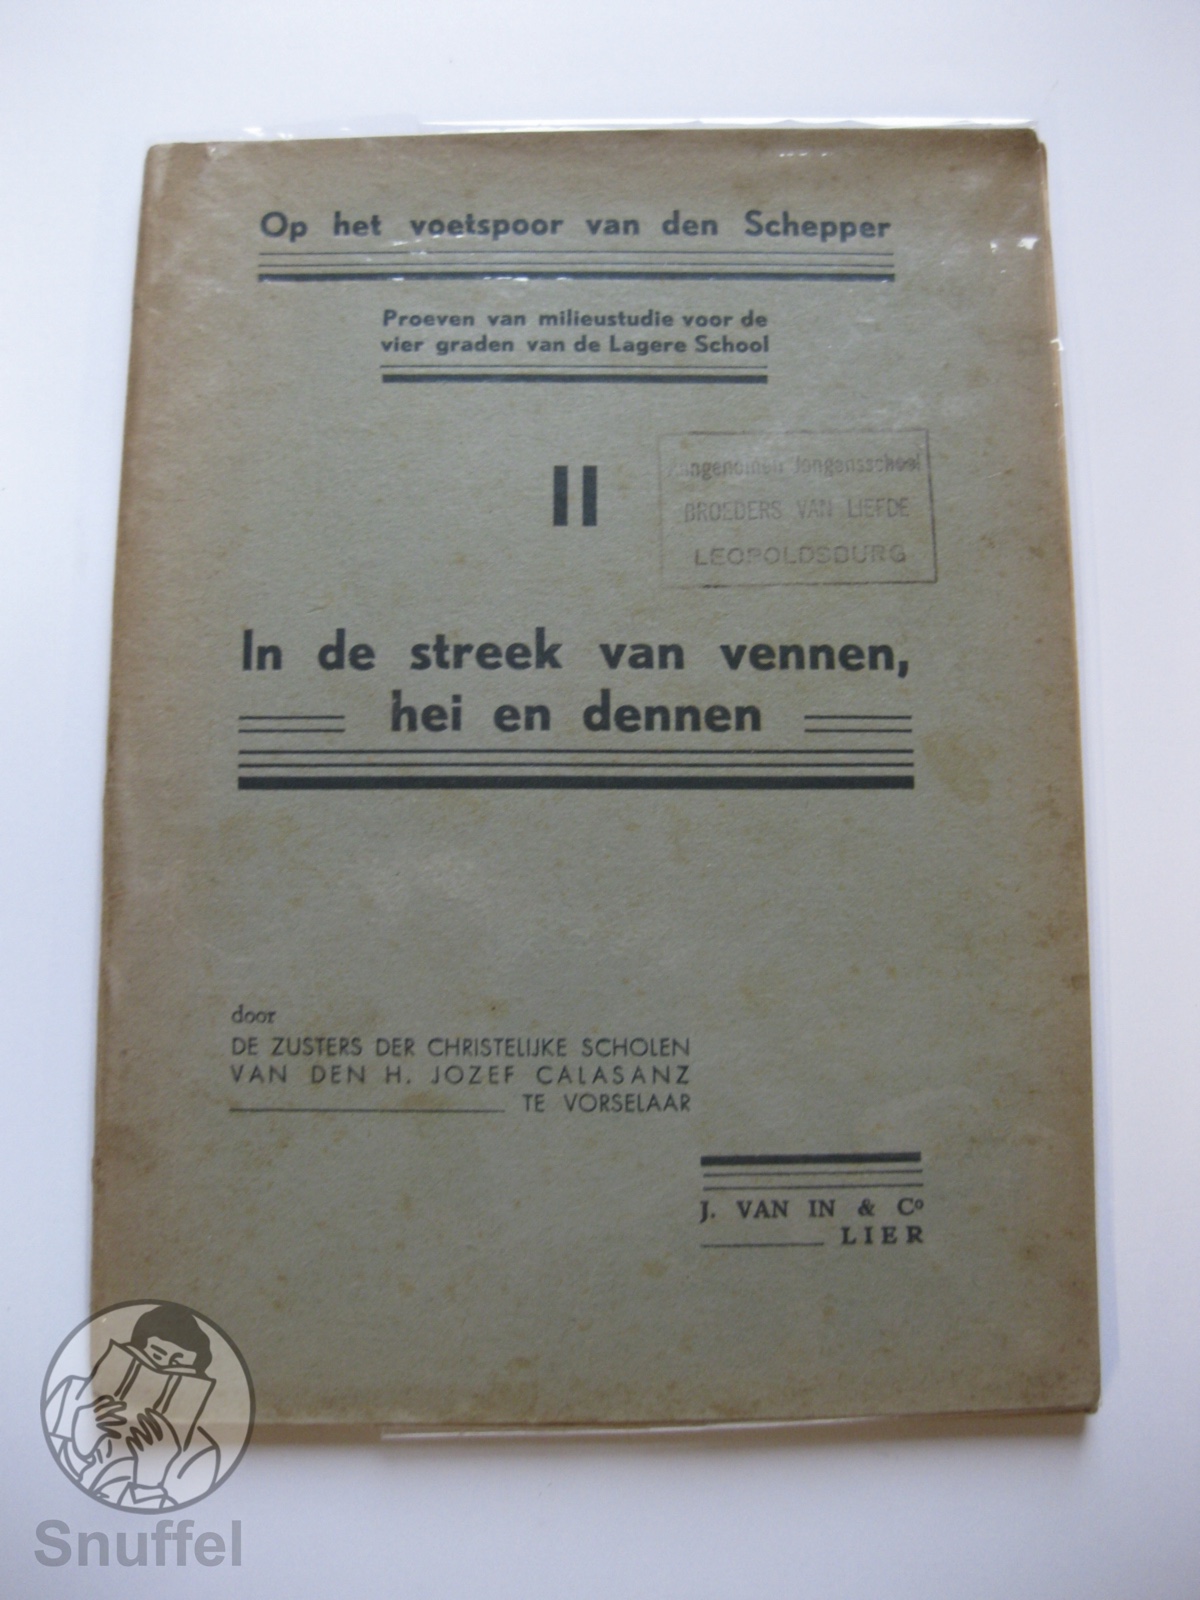 Op het voetspoor van den Schepper
Proeven van milieustudie voor de
vier graden van de Lagere School
II
Aangenomen Jongensschool
BROEDERS VAN LIEFDE
LEOPOLDSBURG
In de streek van vennen,
hei en dennen
door
DE ZUSTERS DER CHRISTELIJKE SCHOLEN
VAN DEN H. JOZEF CALASANZ
TE VORSELAAR
J. VAN IN & Cº
LIER
Snuffel